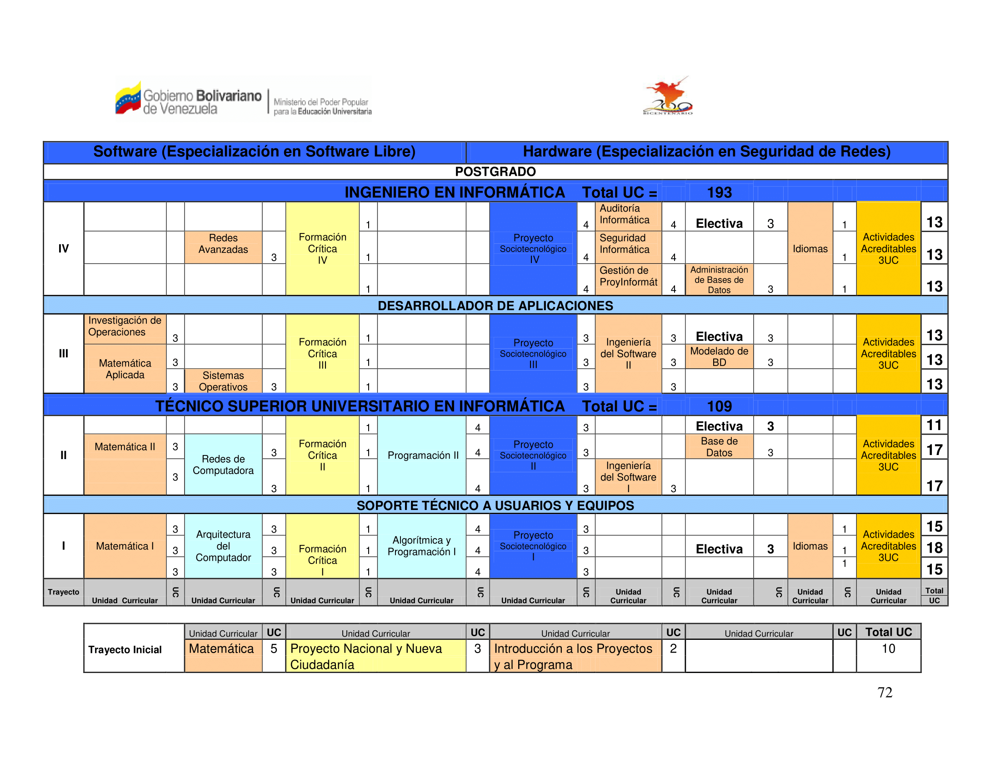 Gobierno Bolivariano
de Venezuela
Ministerio del Poder Popular
para la Educación Universitaria
200
BICENTENARIO
Software (Especialización en Software Libre) Hardware (Especialización en Seguridad de Redes)
POSTGRADO
INGENIERO EN INFORMÁTICA Total UC = 193
IV
Redes
Avanzadas
3
Formación
Crítica
IV
1
1
1
Proyecto
Sociotecnológico
IV
4
4
4
Auditoría
Informática
4
Seguridad
Informática
4
Gestión de
ProyInformát
4
Electiva 3
Administración
de Bases de
Datos
3
Idiomas
1
1
1
Actividades
Acreditables
3UC
13
13
13
DESARROLLADOR DE APLICACIONES
III
Investigación de
Operaciones
3
Matemática
Aplicada
3
3
Sistemas
Operativos
3
Formación
Crítica
III
1
1
1
Proyecto
Sociotecnológico
III
3
3
3
Ingeniería
del Software
II
3
3
3
Electiva 3
Modelado de
BD
3
Actividades
Acreditables
3UC
13
13
13
TÉCNICO SUPERIOR UNIVERSITARIO EN INFORMÁTICA Total UC = 109
II
Matemática II
3
3
Redes de
Computadora
3
3
Formación
Crítica
II
1
1
1
Programación II
4
4
4
Proyecto
Sociotecnológico
II
3
3
3
Ingeniería
del Software
I
3
Electiva 3
Base de
Datos
3
Actividades
Acreditables
3UC
11
17
17
SOPORTE TÉCNICO A USUARIOS Y EQUIPOS
I
Matemática I
3
3
3
Arquitectura
del
Computador
3
3
3
Formación
Crítica
I
1
1
1
Algorítmica y
Programación I
4
4
4
Proyecto
Sociotecnológico
I
3
3
3
Electiva 3
Idiomas
1
1
1
Actividades
Acreditables
3UC
15
18
15
Trayecto
Unidad Curricular
UC
Unidad Curricular
UC
Unidad Curricular
UC
Unidad Curricular
UC
Unidad Curricular
UC
Unidad
Curricular
UC
Unidad
Curricular
UC
Unidad
Curricular
UC
Unidad
Curricular
Total
UC
Trayecto Inicial
Unidad Curricular UC Unidad Curricular UC Unidad Curricular UC Unidad Curricular UC Total UC
Matemática 5
Proyecto Nacional y Nueva
Ciudadanía
3
Introducción a los Proyectos
y al Programa
2
10
72